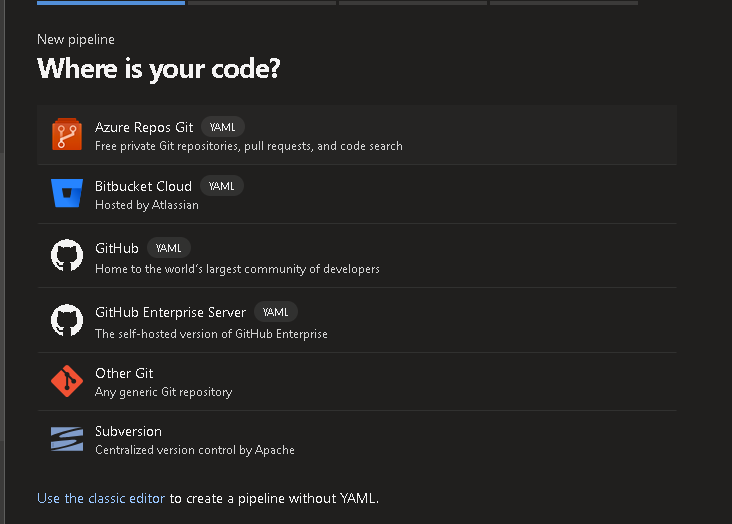 New pipeline
Where is your code?
Azure Repos Git YAML
Free private Git repositories, pull requests, and code search
Bitbucket Cloud YAML
Hosted by Atlassian
GitHub YAML
Home to the world's largest community of developers
GitHub Enterprise Server YAML
The self-hosted version of GitHub Enterprise
Other Git
Any generic Git repository
Subversion
Centralized version control by Apache
Use the classic editor to create a pipeline without YAML.